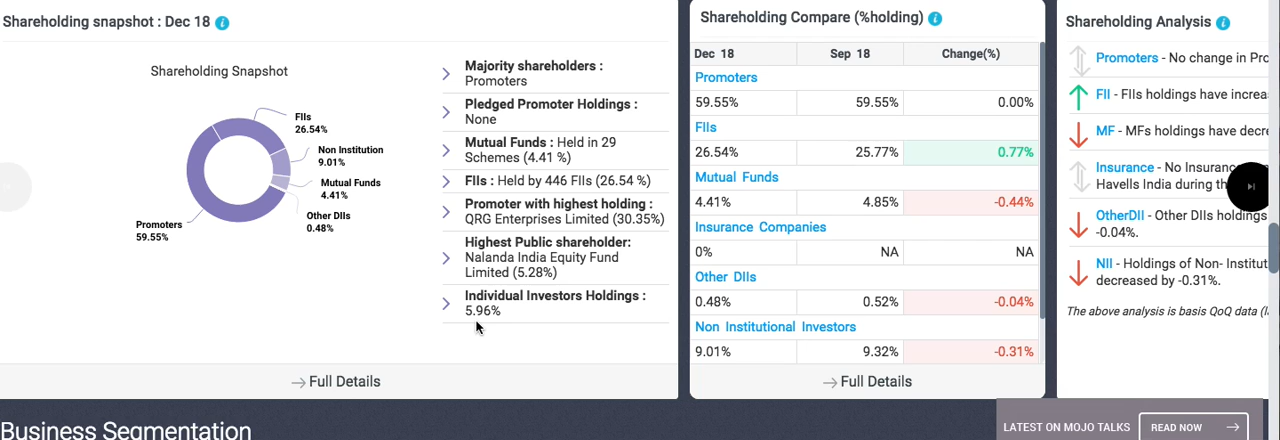 Shareholding snapshot : Dec 18
Shareholding Snapshot
FIIs
26.54%
Non Institution
9.01%
Mutual Funds
4.41%
Other DIIs
0.48%
Promoters
59.55%
Majority shareholders :
Promoters
Pledged Promoter Holdings :
None
Mutual Funds : Held in 29
Schemes (4.41 %)
FIIs : Held by 446 FIIs (26.54 %)
Promoter with highest holding :
QRG Enterprises Limited (30.35%)
Highest Public shareholder:
Nalanda India Equity Fund
Limited (5.28%)
Individual Investors Holdings :
5.96%
Full Details
Shareholding Compare (%holding)
Dec 18 Sep 18 Change(%)
Promoters
59.55% 59.55% 0.00%
FIIs
26.54% 25.77% 0.77%
Mutual Funds
4.41% 4.85% -0.44%
Insurance Companies
0% NA NA
Other DIIs
0.48% 0.52% -0.04%
Non Institutional Investors
9.01% 9.32% -0.31%
Full Details
Shareholding Analysis
Promoters - No change in
FII - FIIs holdings have
MF - MFs holdings have
Insurance - No
Havells India during
OtherDII - Other DIIs holdings
-0.04%.
NII - Holdings of Non-
decreased by -0.31%.
The above analysis is basis QoQ data
Business Segmentation
LATEST ON MOJO TALKS
READ NOW